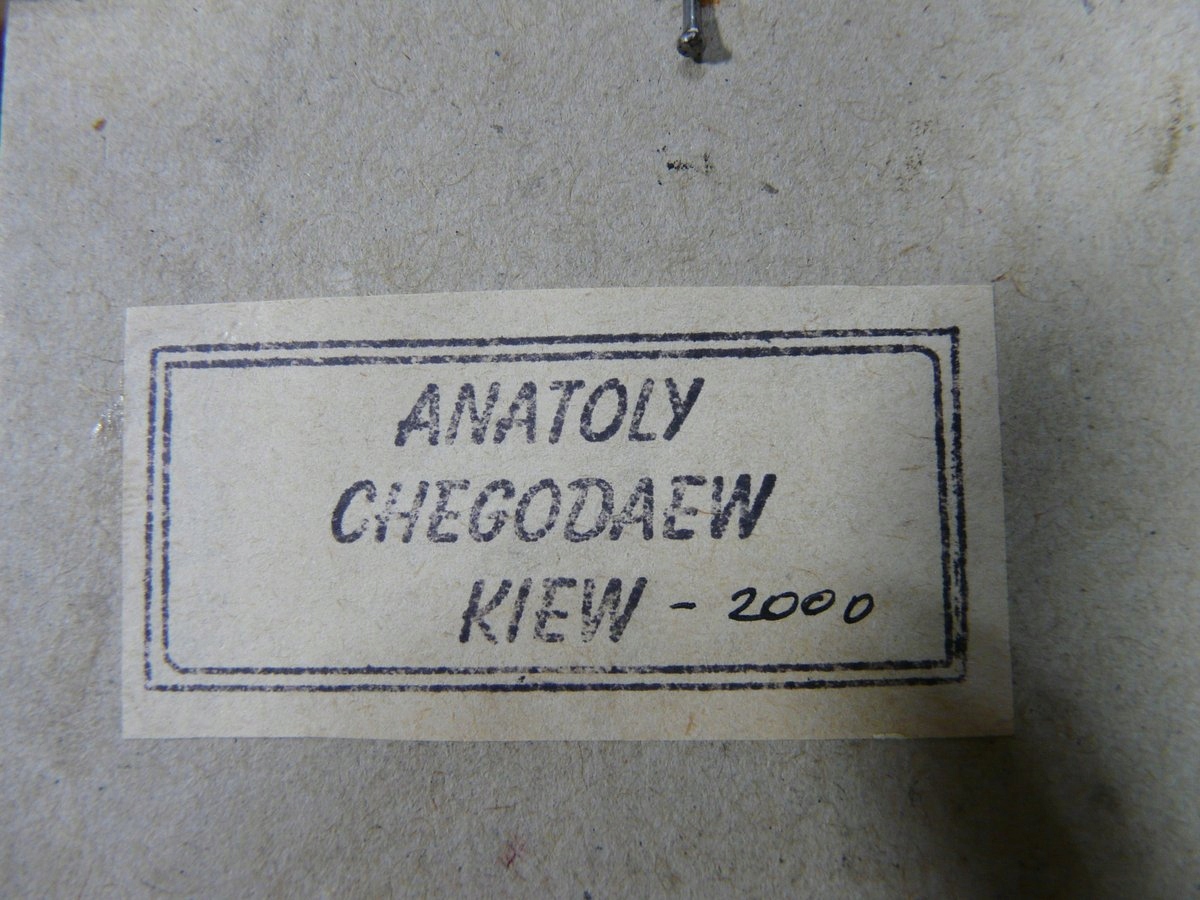 ANATOLY
CHEGODAEW
KIEW - 2000